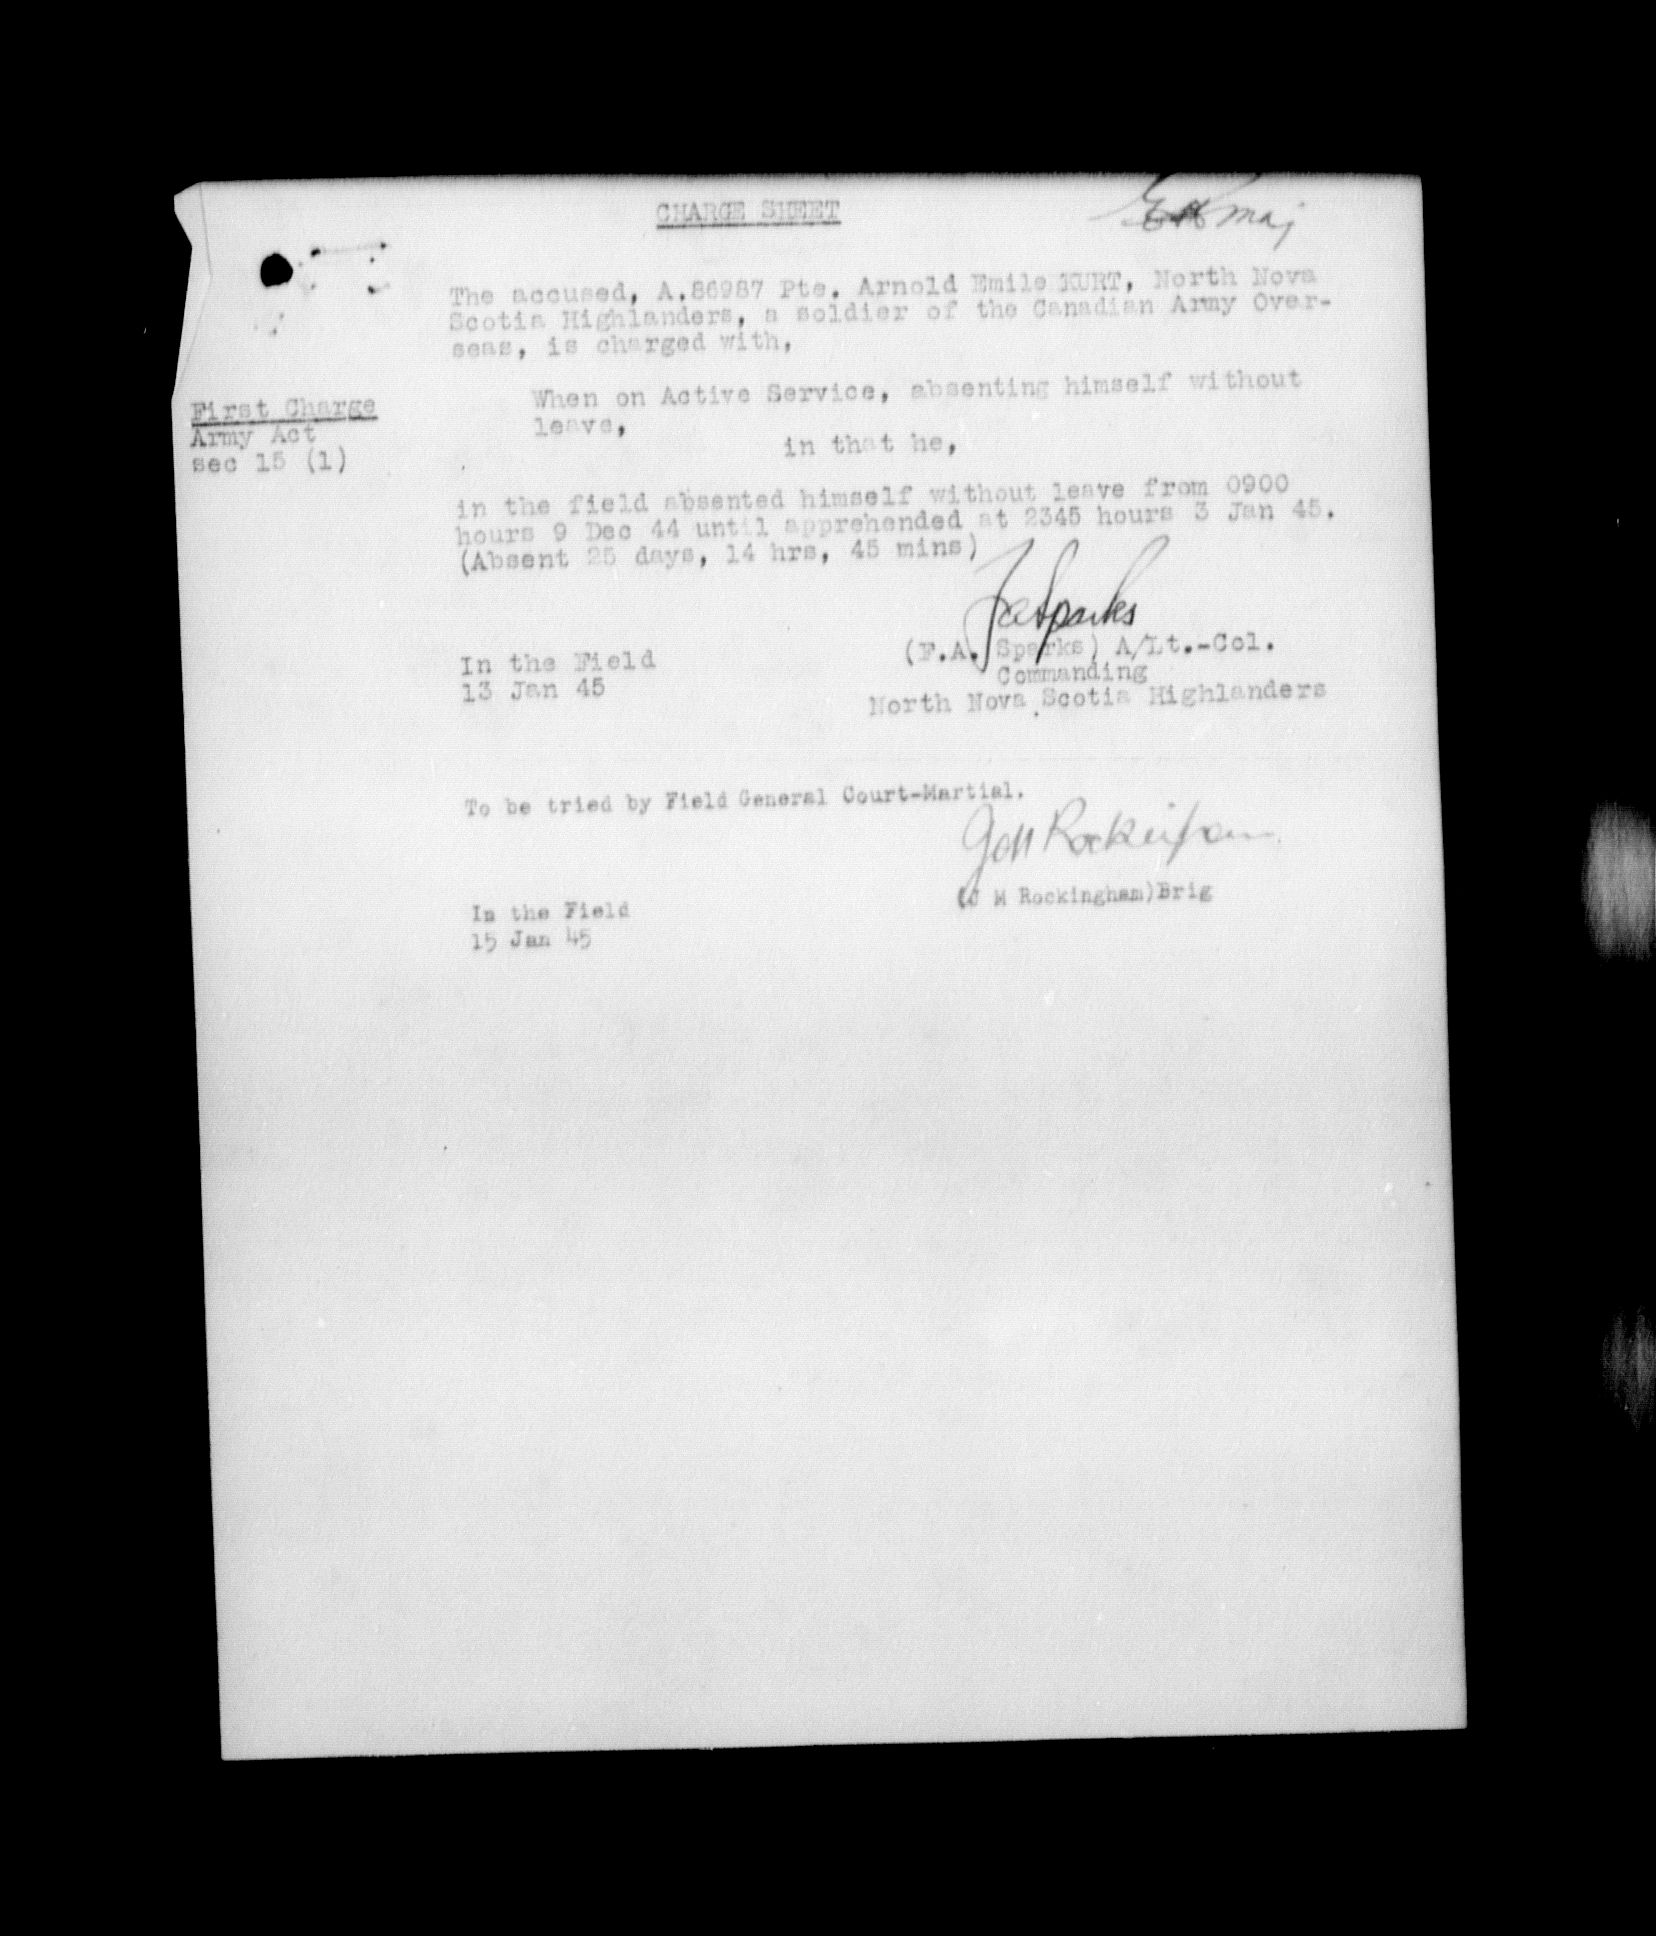 CHARGE SHEET
Maj
The accused, A.86987 Pte. Arnold Emile KURT, North Nova
Scotia Highlanders, a soldier of the Canadian Army Over-
seas, is charged with,
First Charge
Army Act
sec 15 (1)
When on Active Service, absenting himself without
leave,
in that he,
in the field absented himself without leave from 0900
hours 9 Dec 44 until apprehended at 2345 hours 3 Jan 45.
(Absent 25 days, 14 hrs, 45 mins)
FASparks
(F.A. Sparks) A/Lt.-Col.
Commanding
North Nova Scotia Highlanders
In the Field
13 Jan 45
To be tried by Field General Court-Martial.
JM Rockingham
(J M Rockingham)Brig
In the Field
15 Jan 45